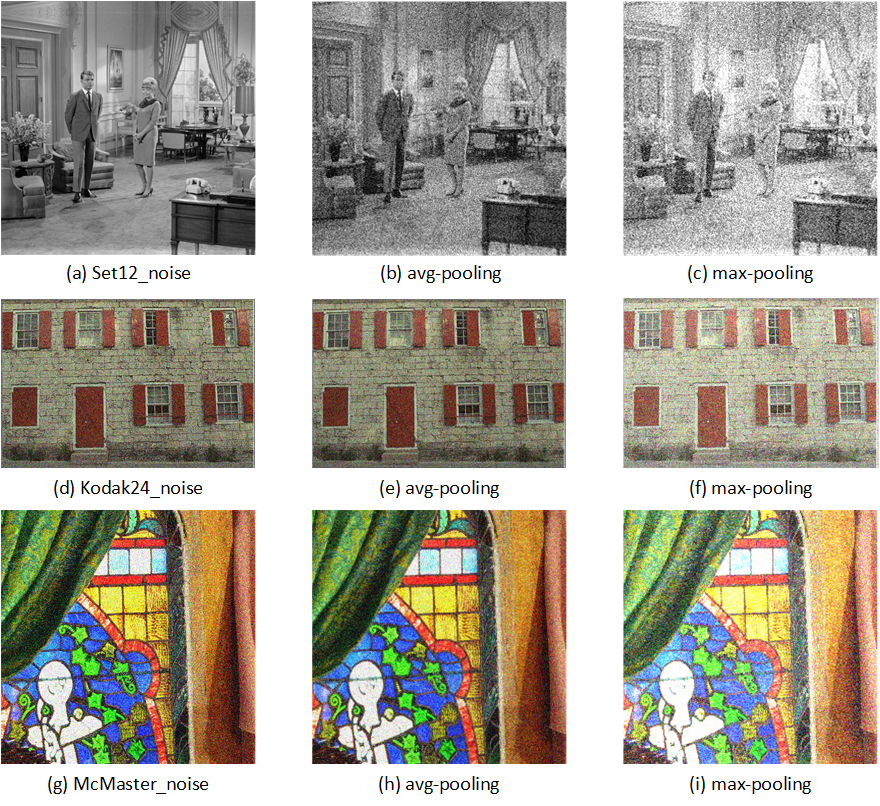 (a) Set12_noise
(b) avg-pooling
(c) max-pooling
(d) Kodak24_noise
(e) avg-pooling
(f) max-pooling
(g) McMaster_noise
(h) avg-pooling
(i) max-pooling